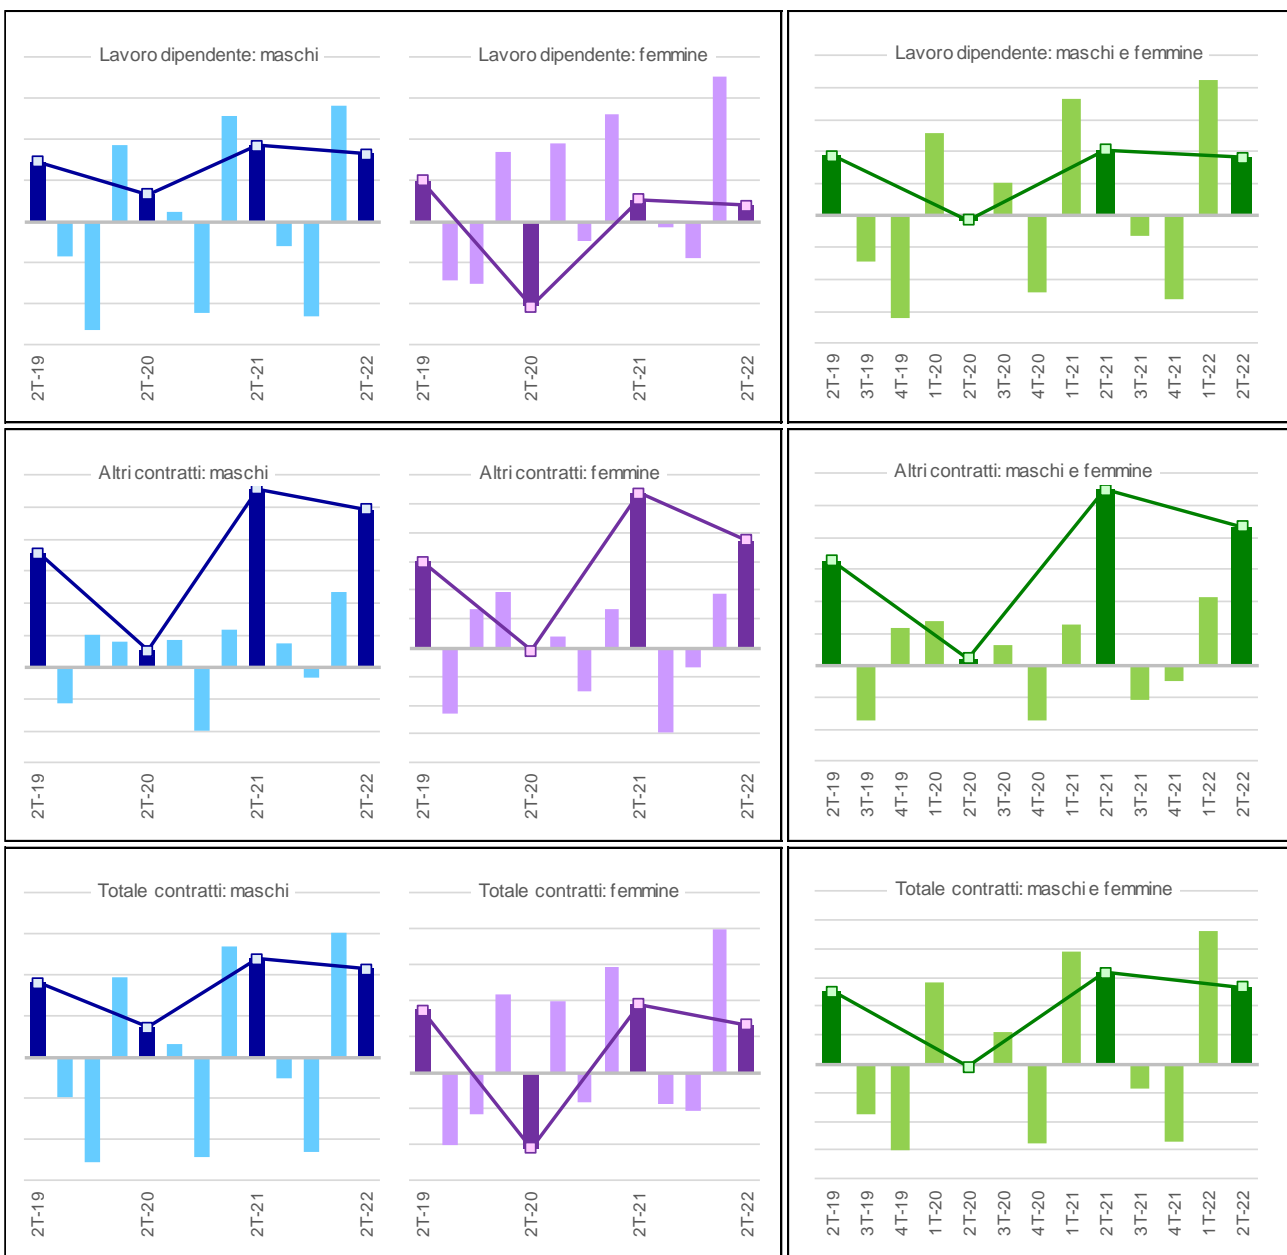 Lavoro dipendente: maschi
2T-19
2T-20
2T-21
2T-22
Lavoro dipendente: femmine
2T-19
2T-20
2T-21
2T-22
Lavoro dipendente: maschi e femmine
2T-19
3T-19
4T-19
1T-20
2T-20
3T-20
4T-20
1T-21
2T-21
3T-21
4T-21
1T-22
2T-22
Altri contratti: maschi
2T-19
2T-20
2T-21
2T-22
Altri contratti: femmine
2T-19
2T-20
2T-21
2T-22
Altri contratti: maschi e femmine
2T-19
3T-19
4T-19
1T-20
2T-20
3T-20
4T-20
1T-21
2T-21
3T-21
4T-21
1T-22
2T-22
Totale contratti: maschi
2T-19
2T-20
2T-21
2T-22
Totale contratti: femmine
2T-19
2T-20
2T-21
2T-22
Totale contratti: maschi e femmine
2T-19
3T-19
4T-19
1T-20
2T-20
3T-20
4T-20
1T-21
2T-21
3T-21
4T-21
1T-22
2T-22